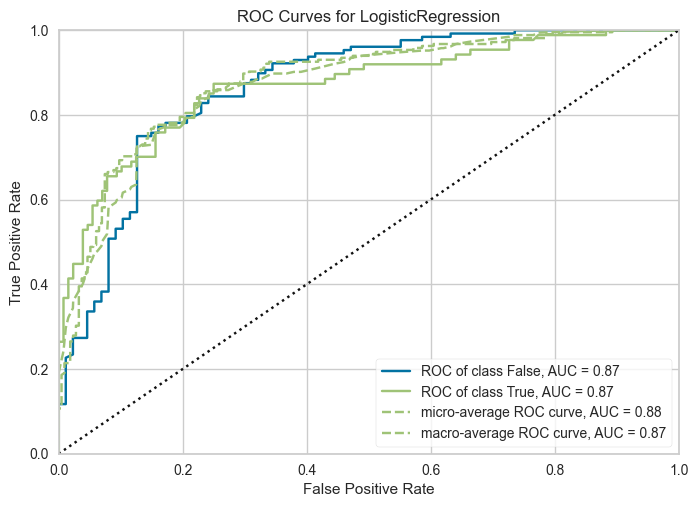 ROC Curves for LogisticRegression
1.0
0.8
0.6
0.4
0.2
0.0
True Positive Rate
ROC of class False, AUC = 0.87
ROC of class True, AUC = 0.87
micro-average ROC curve, AUC = 0.88
macro-average ROC curve, AUC = 0.87
0.0 0.2 0.4 0.6 0.8 1.0
False Positive Rate